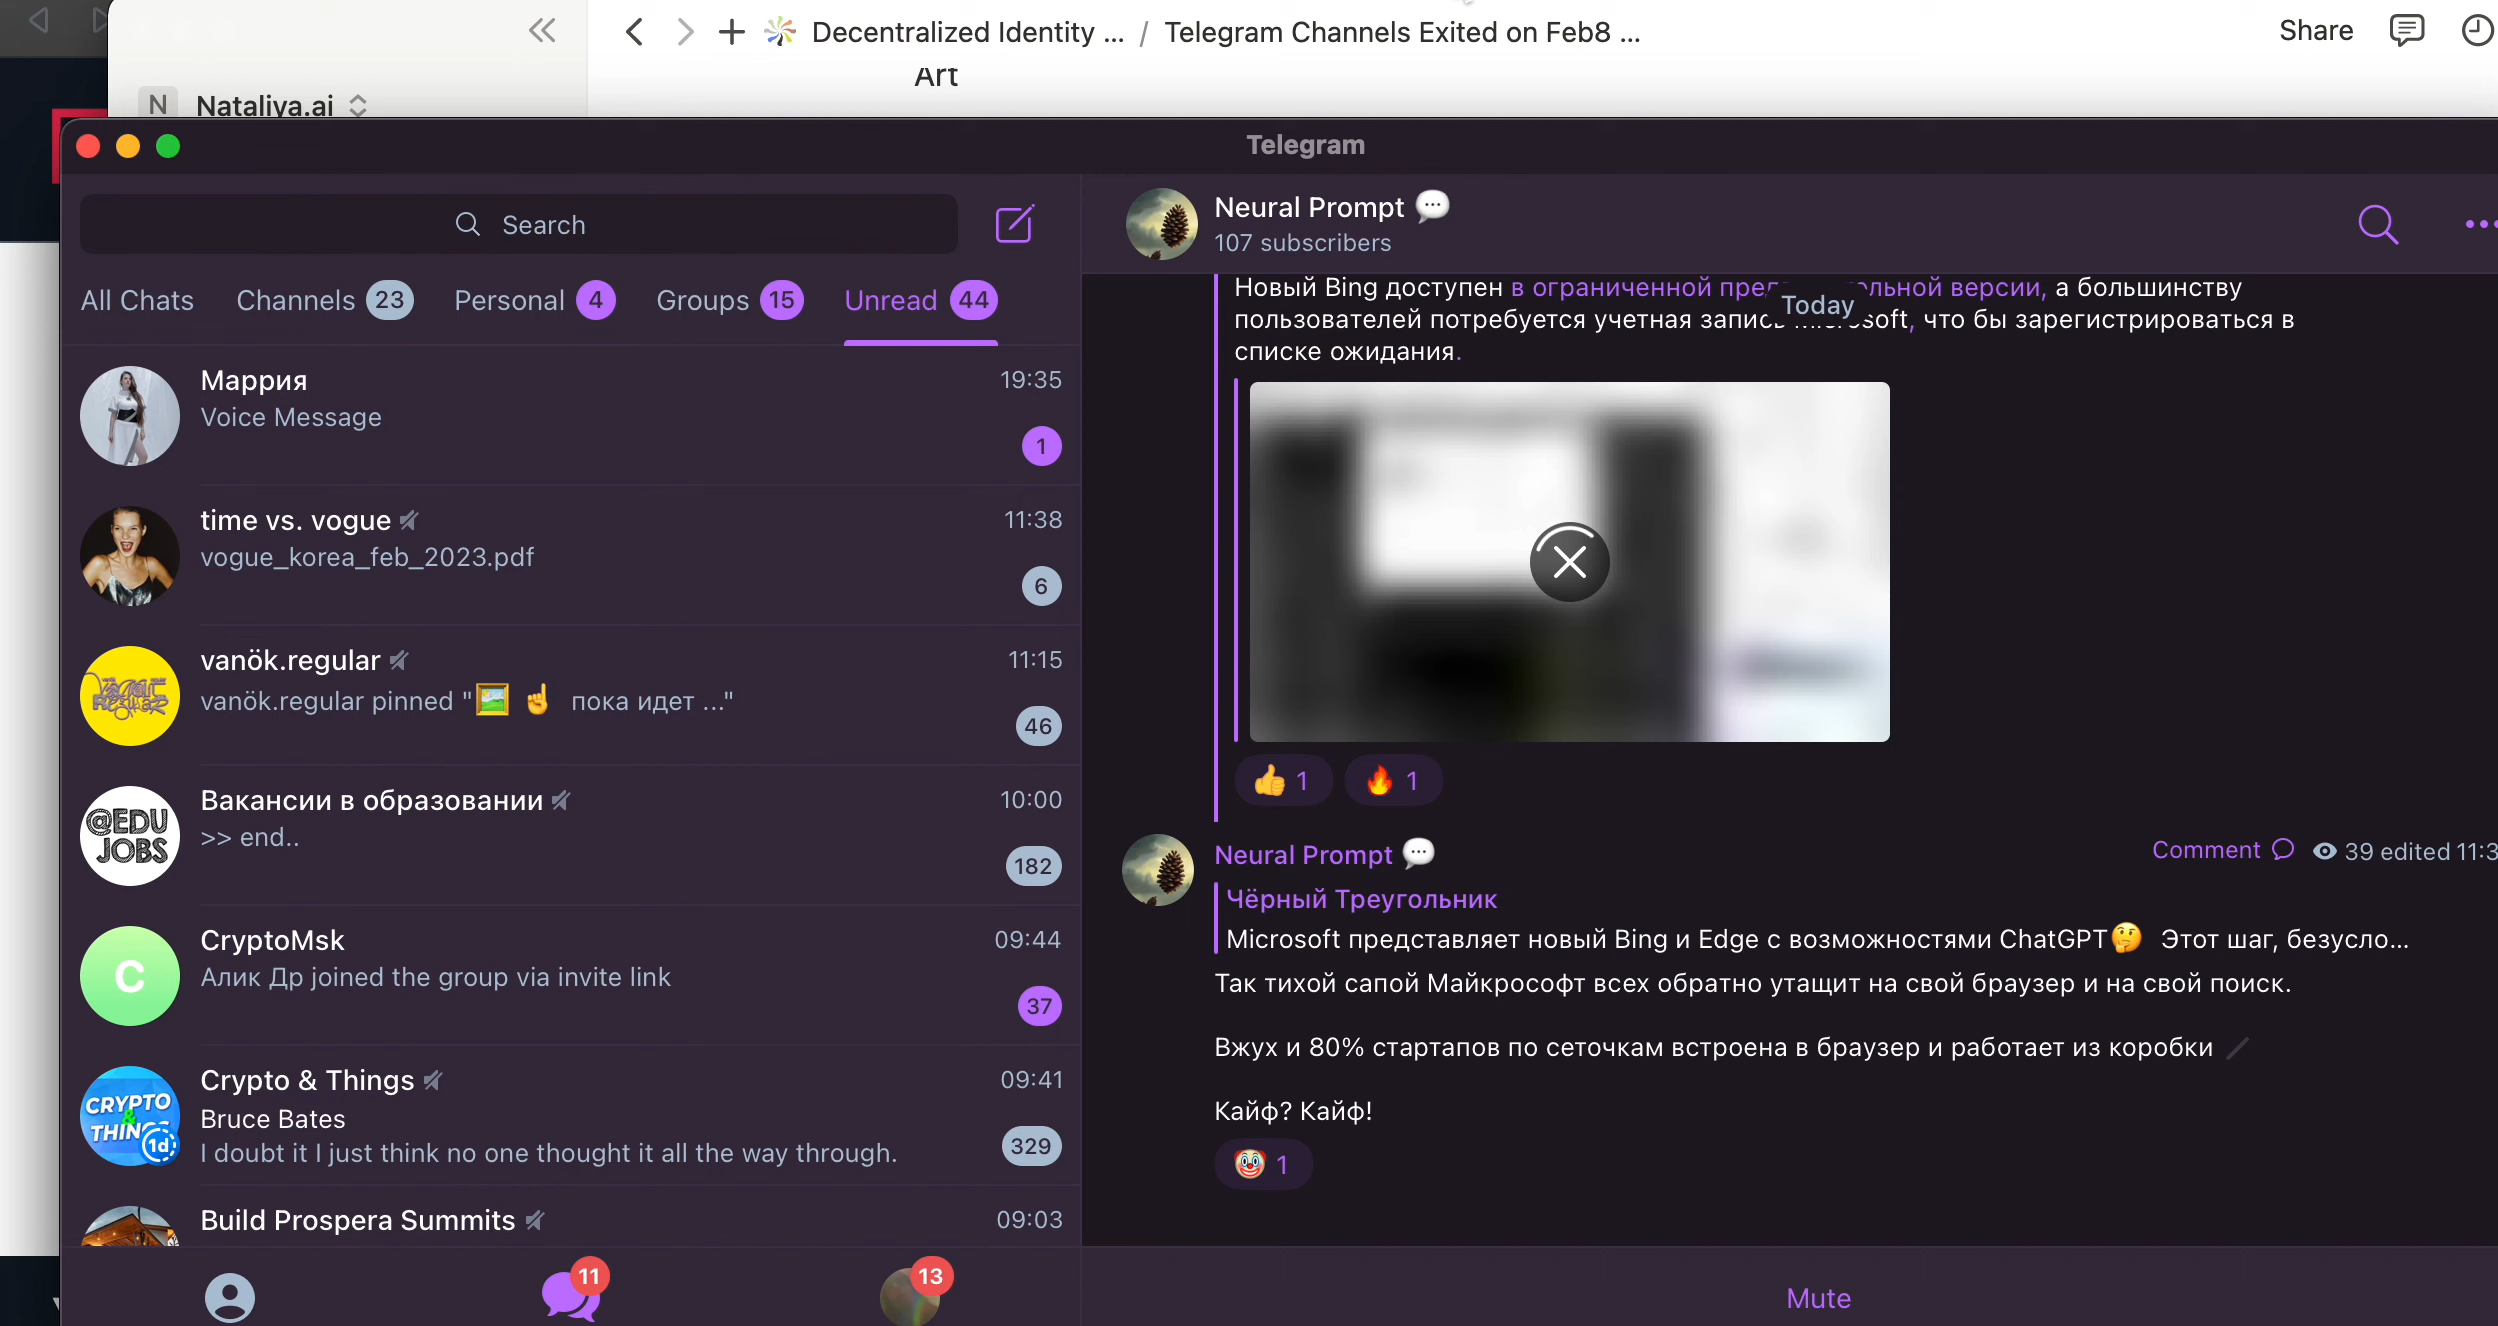 Decentralized Identity ... / Telegram Channels Exited on Feb8 ...
Share
Art
N Nataliya.ai
Telegram
Search
All Chats
Channels 23
Personal 4
Groups 15
Unread 44
Маррия
19:35
Voice Message
1
time vs. vogue
11:38
vogue_korea_feb_2023.pdf
6
vanök.regular
11:15
vanök.regular pinned "🖼 ☝️ пока идет ..."
46
@EDU
JOBS
Вакансии в образовании
10:00
>> end..
182
C
CryptoMsk
09:44
Алик Др joined the group via invite link
37
CRYPTO
&
1d
Crypto & Things
09:41
Bruce Bates
I doubt it I just think no one thought it all the way through.
329
Build Prospera Summits
09:03
11
13
Neural Prompt 💬
107 subscribers
Новый Bing доступен в ограниченной а большинству
Today
пользователей потребуется учетная что бы зарегистрироваться в
списке ожидания.
👍 1
🔥 1
Neural Prompt 💬
Comment
39 edited
Чёрный Треугольник
Microsoft представляет новый Bing и Edge с возможностями ChatGPT🤔 Этот шаг, безусло...
Так тихой сапой Майкрософт всех обратно утащит на свой браузер и на свой поиск.
Вжух и 80% стартапов по сеточкам встроена в браузер и работает из коробки
Кайф? Кайф!
🤡 1
Mute